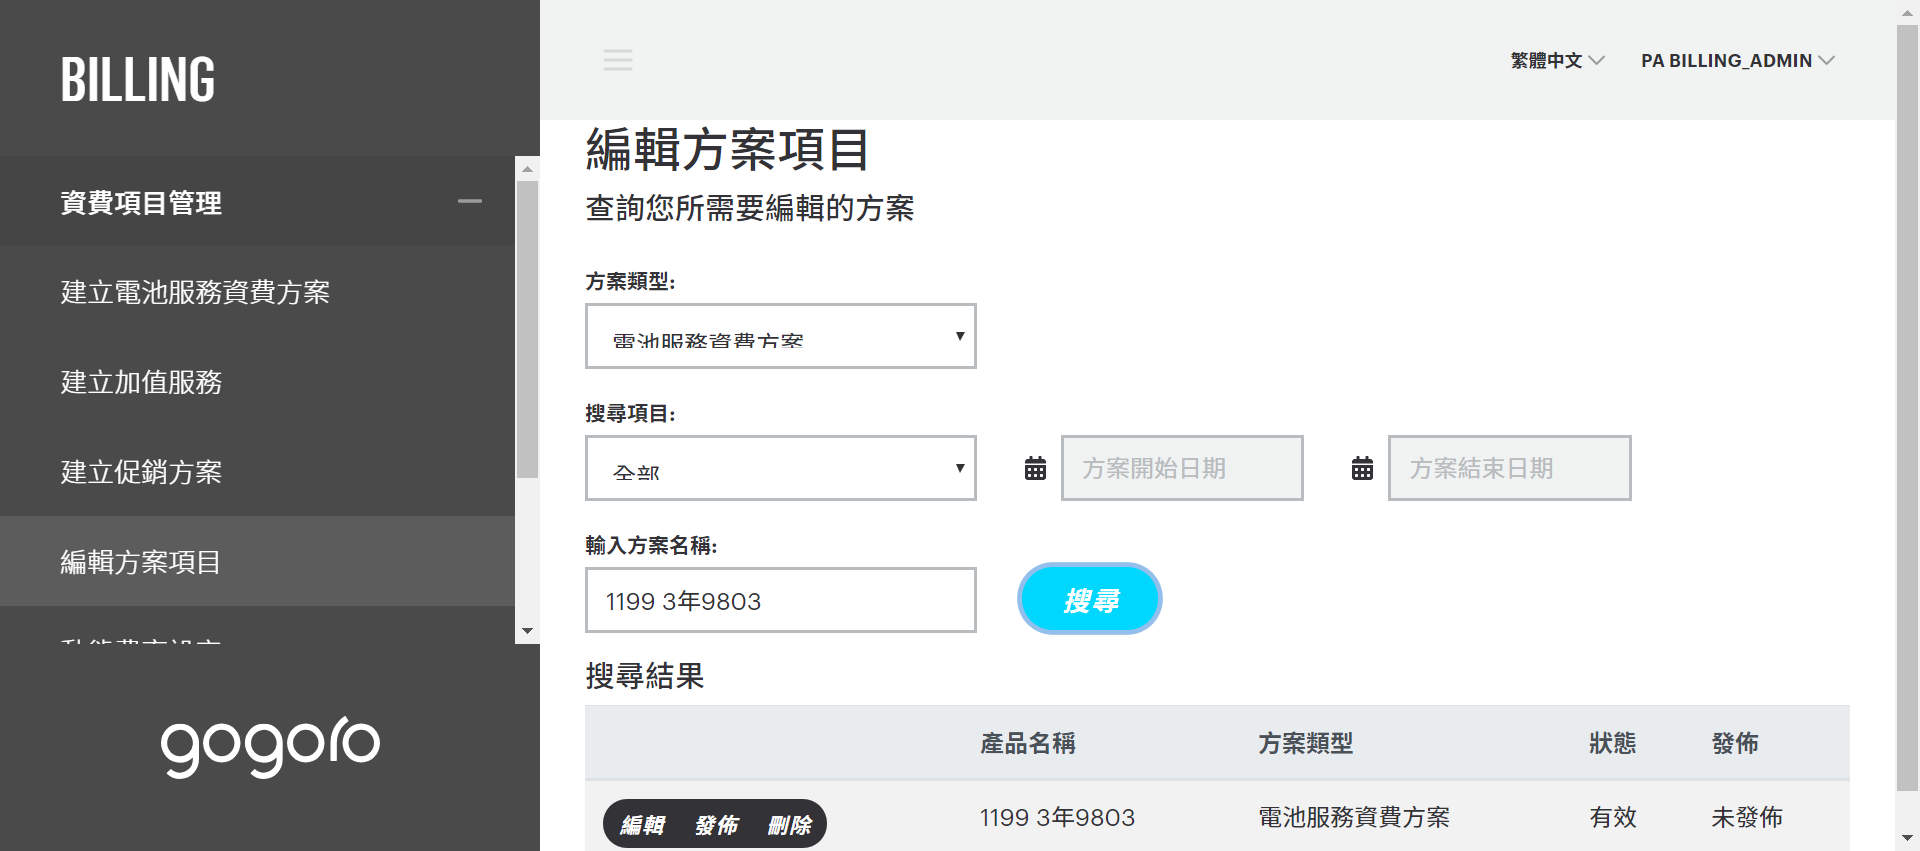 BILLING
資費項目管理
建立電池服務資費方案
建立加值服務
建立促銷方案
編輯方案項目
gogoro
繁體中文
PA BILLING_ADMIN
編輯方案項目
查詢您所需要編輯的方案
方案類型:
電池服務資費方案
搜尋項目:
全部
方案開始日期
方案結束日期
輸入方案名稱:
1199 3年9803
搜尋
搜尋結果
產品名稱 方案類型 狀態 發佈
編輯 發佈 刪除 1199 3年9803 電池服務資費方案 有效 未發佈